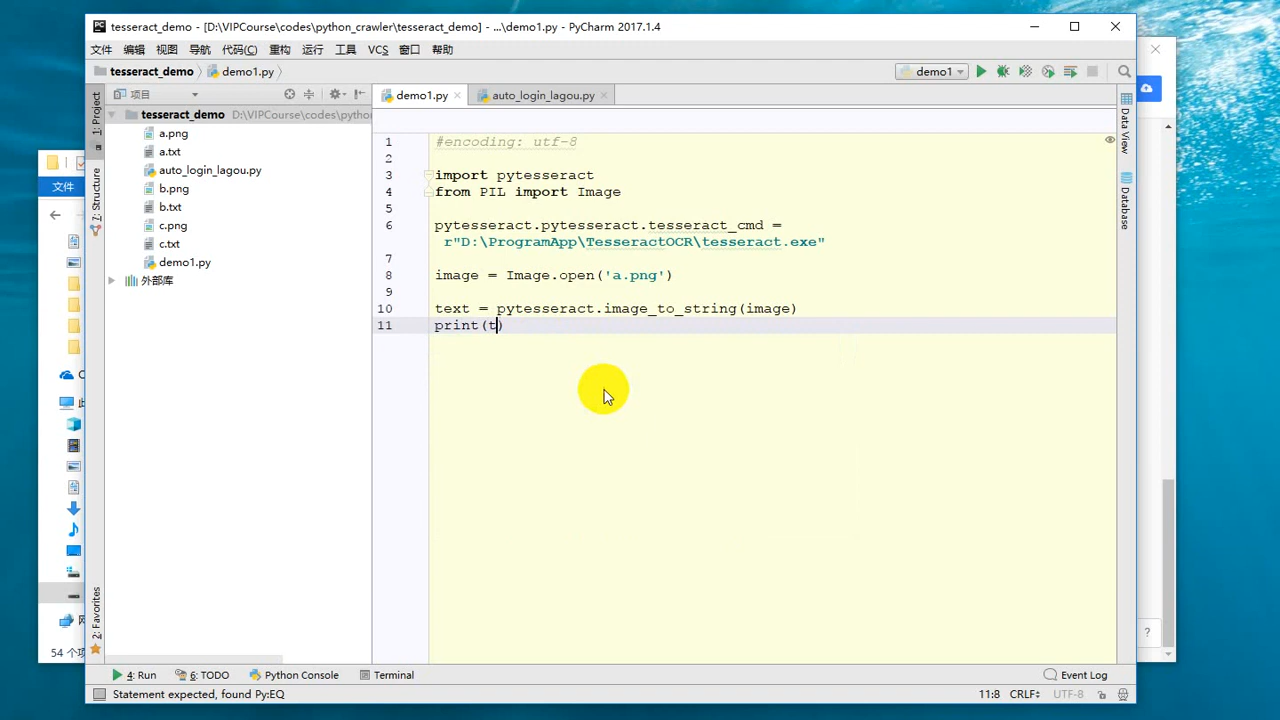 tesseract_demo - [D:\VIPCourse\codes\python_crawler\tesseract_demo] - ...\demo1.py - PyCharm 2017.1.4
文件 编辑 视图 导航 代码(C) 重构 运行 工具 VCS 窗口 帮助
tesseract_demo demo1.py demo1
1: Project
7: Structure
2: Favorites
项目
demo1.py auto_login_lagou.py
tesseract_demo D:\VIPCourse\codes\pythor
a.png
a.txt
auto_login_lagou.py
b.png
b.txt
c.png
c.txt
demo1.py
外部库
1 #encoding: utf-8
2
3 import pytesseract
4 from PIL import Image
5
6 pytesseract.pytesseract.tesseract_cmd =
r"D:\ProgramApp\TesseractOCR\tesseract.exe"
7
8 image = Image.open('a.png')
9
10 text = pytesseract.image_to_string(image)
11 print(t)
Data View
Database
文件
54 个
?
4: Run 6: TODO Python Console Terminal Event Log
Statement expected, found Py:EQ 11:8 CRLF UTF-8